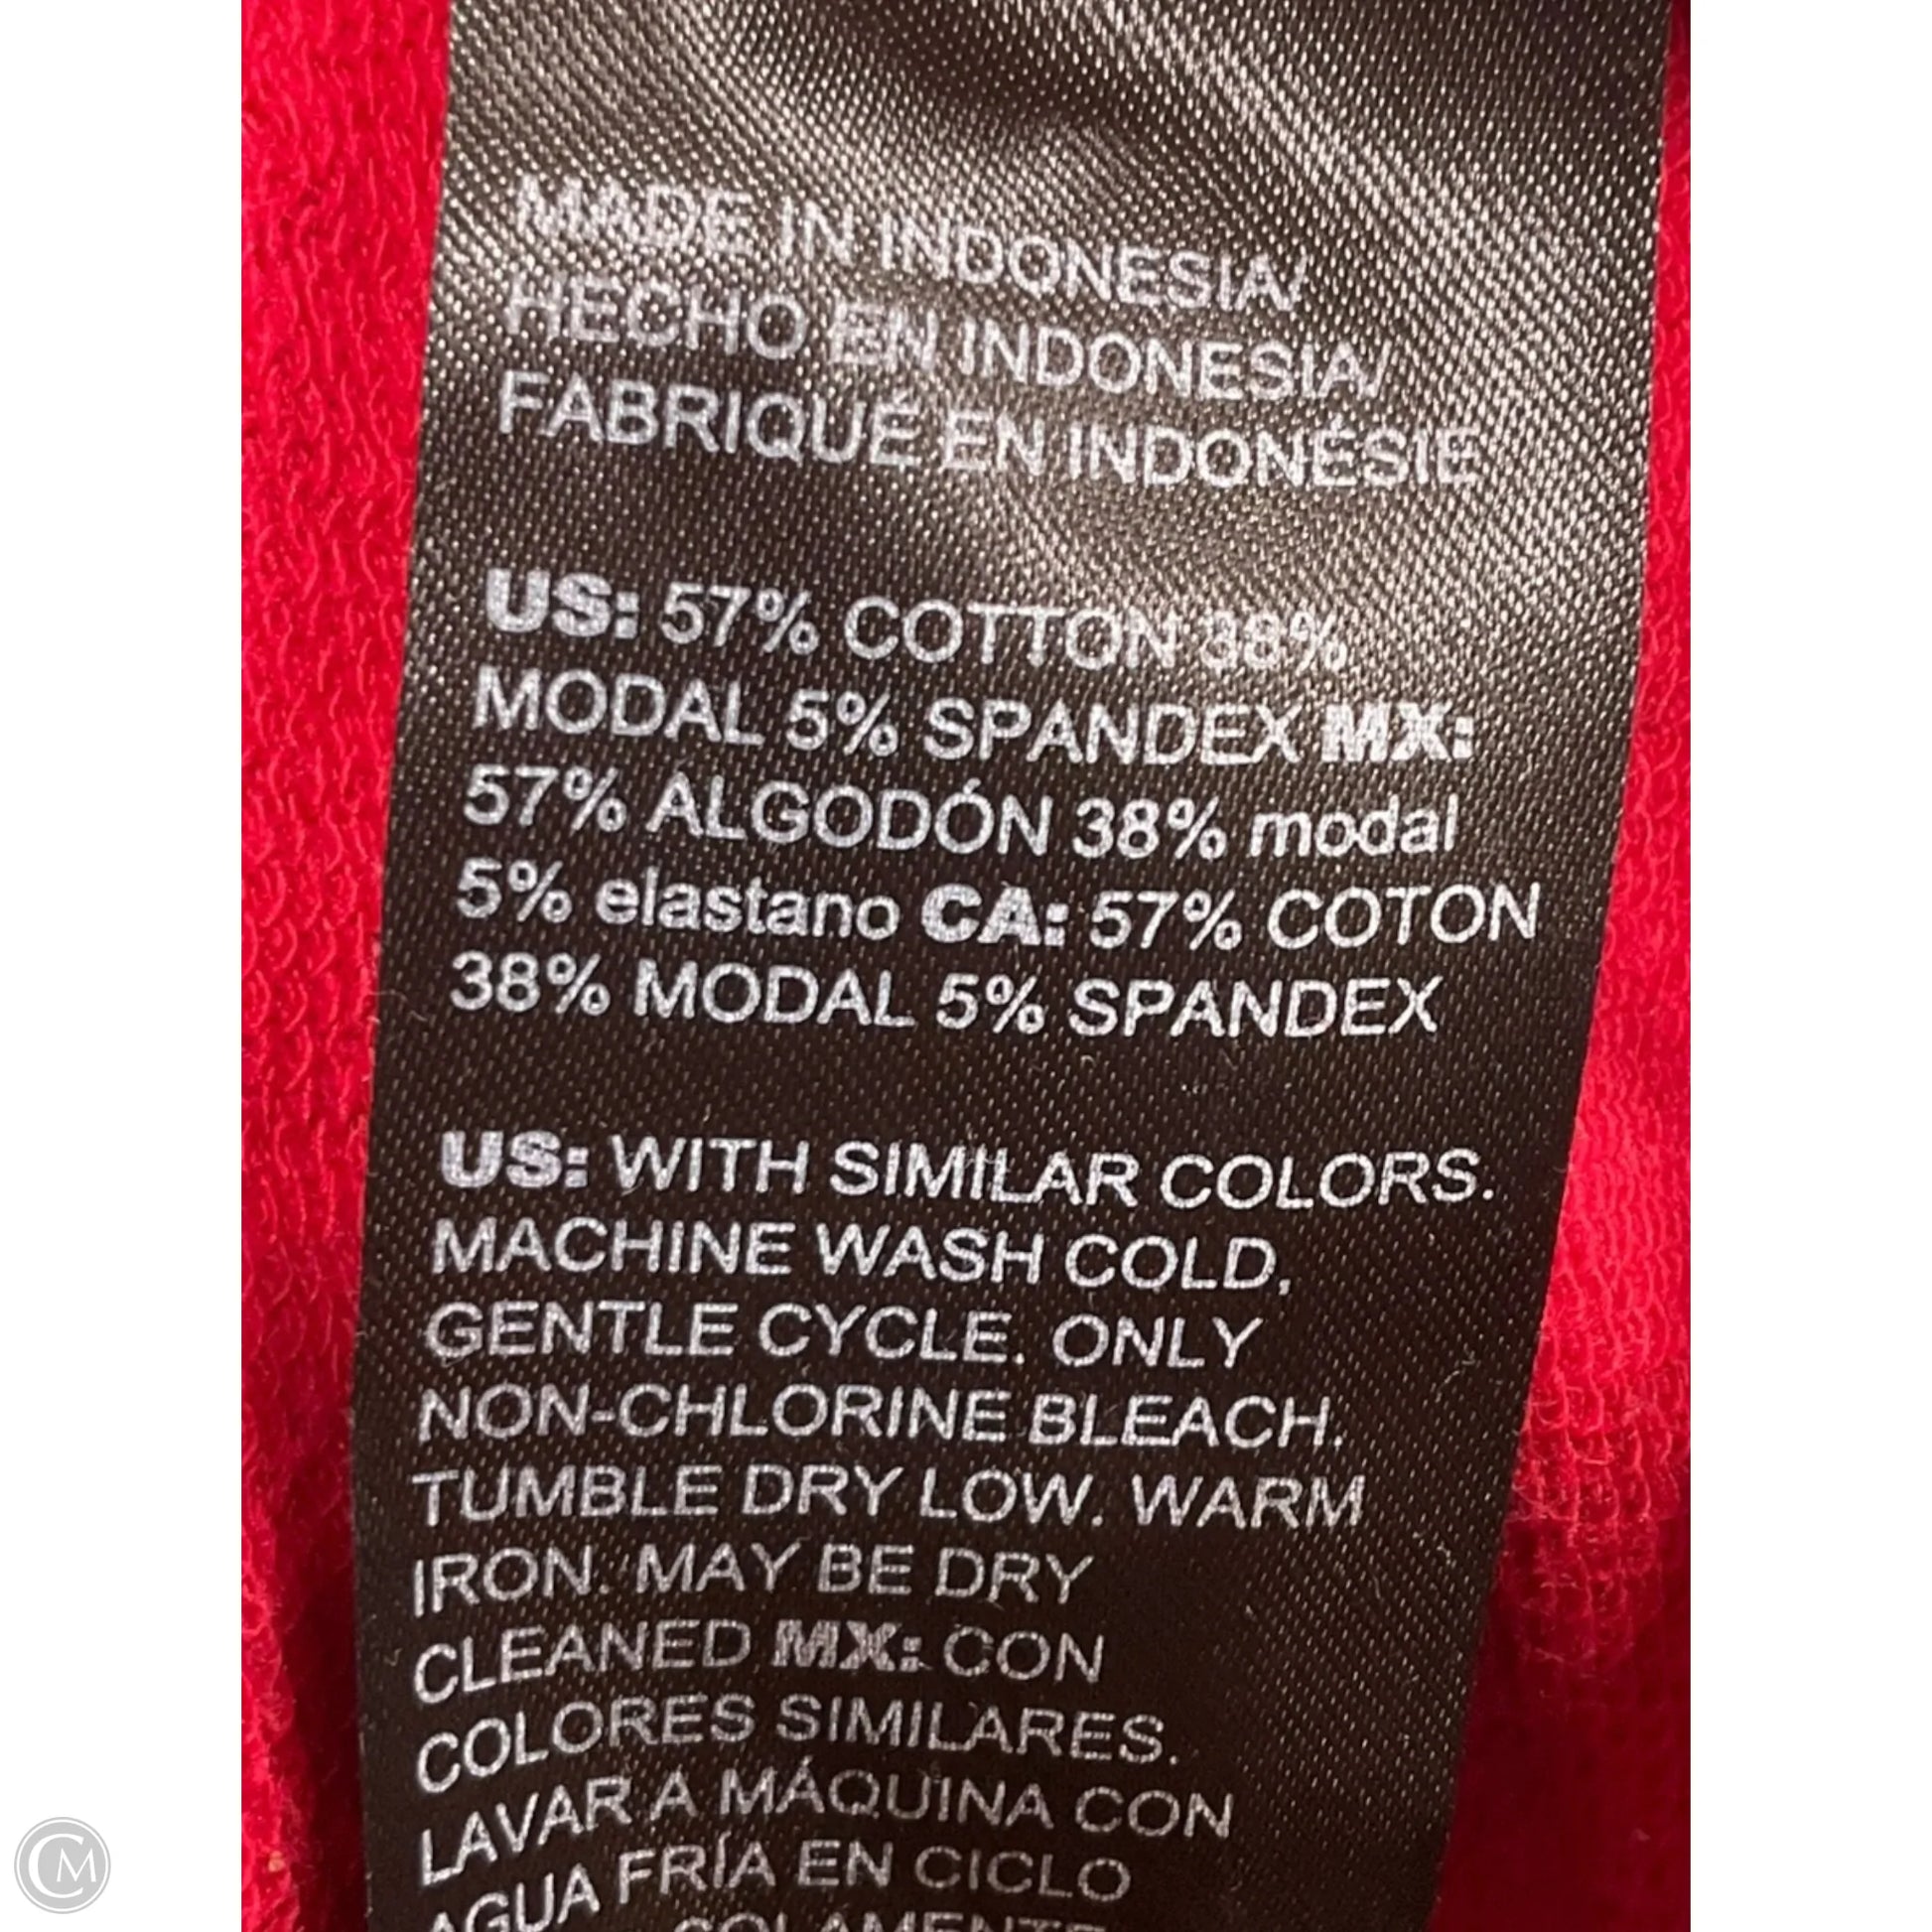 MADE IN INDONESIA/
HECHO EN INDONESIA/
FABRIQUÉ EN INDONÉSIE
US: 57% COTTON 38%
MODAL 5% SPANDEX MX:
57% ALGODÓN 38% modal
5% elastano CA: 57% COTON
38% MODAL 5% SPANDEX
US: WITH SIMILAR COLORS.
MACHINE WASH COLD,
GENTLE CYCLE. ONLY
NON-CHLORINE BLEACH.
TUMBLE DRY LOW. WARM
IRON. MAY BE DRY
CLEANED MX: CON
COLORES SIMILARES.
LAVAR A MÁQUINA CON
AGUA FRÍA EN CICLO
SOLAMENTE
CM